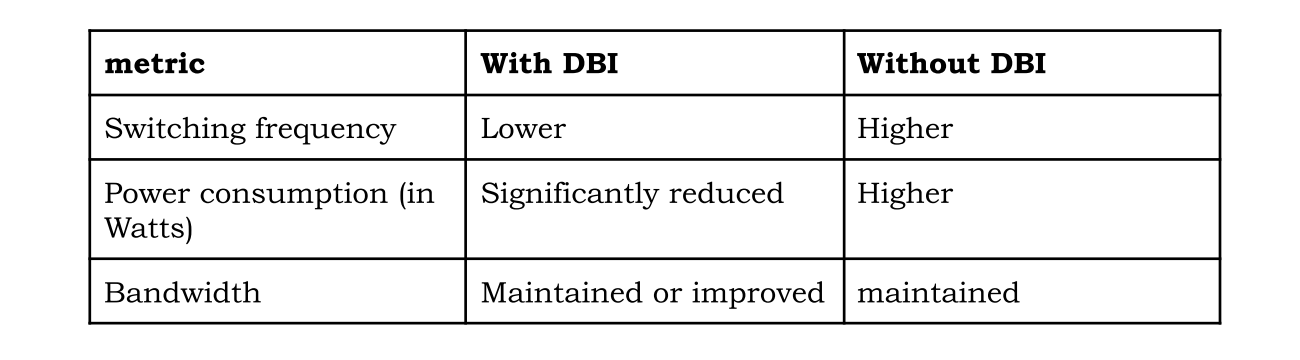 metric With DBI Without DBI
Switching frequency Lower Higher
Power consumption (in Significantly reduced Higher
Watts)
Bandwidth Maintained or improved maintained